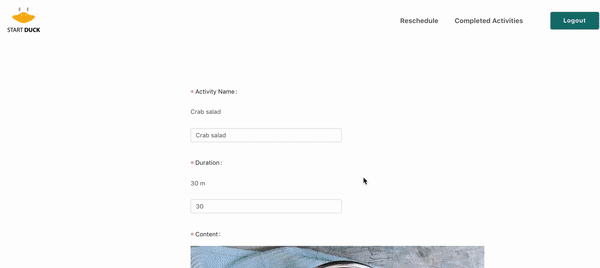 START DUCK
Reschedule
Completed Activities
Logout
* Activity Name:
Crab salad
Crab salad
* Duration:
30 m
30
* Content: